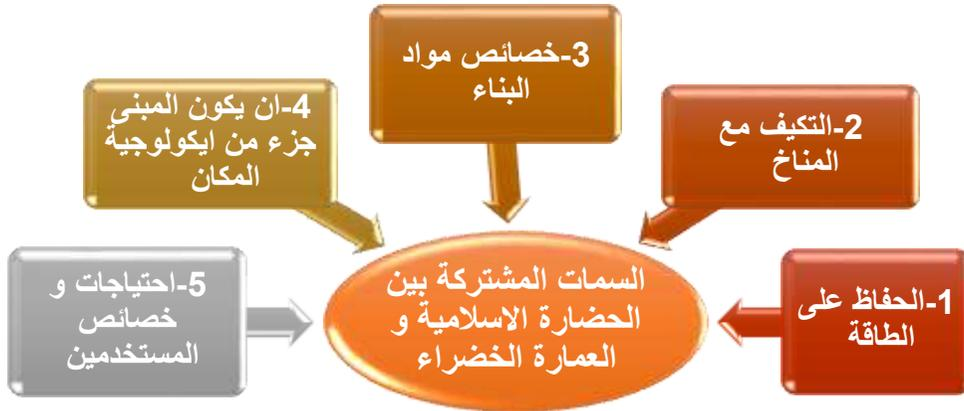 3-خصائص مواد
البناء
4-ان يكون المبنى
جزء من ايكولوجية
المكان
2-التكيف مع
المناخ
5-احتياجات و
خصائص
المستخدمين
السمات المشتركة بين
الحضارة الاسلامية و
العمارة الخضراء
1-الحفاظ على
الطاقة